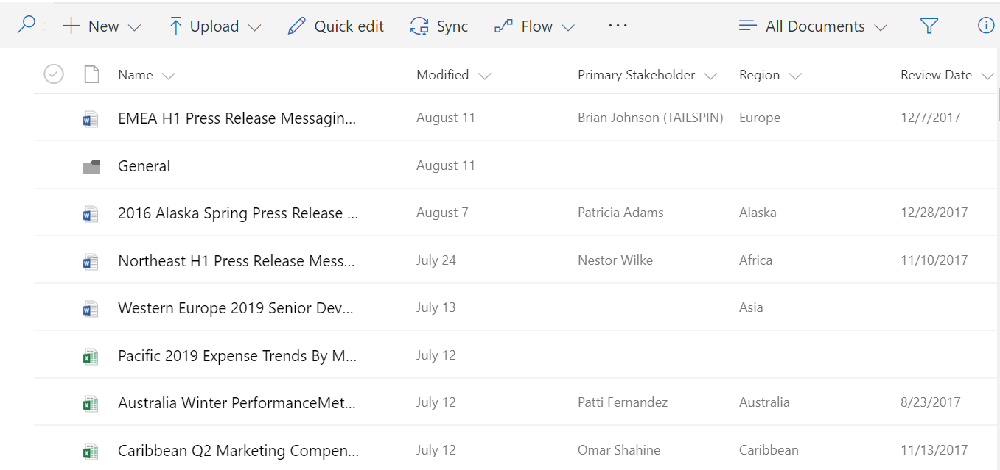 New Upload Quick edit Sync Flow ... All Documents
Name Modified Primary Stakeholder Region Review Date
EMEA H1 Press Release Messagin... August 11 Brian Johnson (TAILSPIN) Europe 12/7/2017
General August 11
2016 Alaska Spring Press Release ... August 7 Patricia Adams Alaska 12/28/2017
Northeast H1 Press Release Mess... July 24 Nestor Wilke Africa 11/10/2017
Western Europe 2019 Senior Dev... July 13 Asia
Pacific 2019 Expense Trends By M... July 12
Australia Winter PerformanceMet... July 12 Patti Fernandez Australia 8/23/2017
Caribbean Q2 Marketing Compen... July 12 Omar Shahine Caribbean 11/13/2017